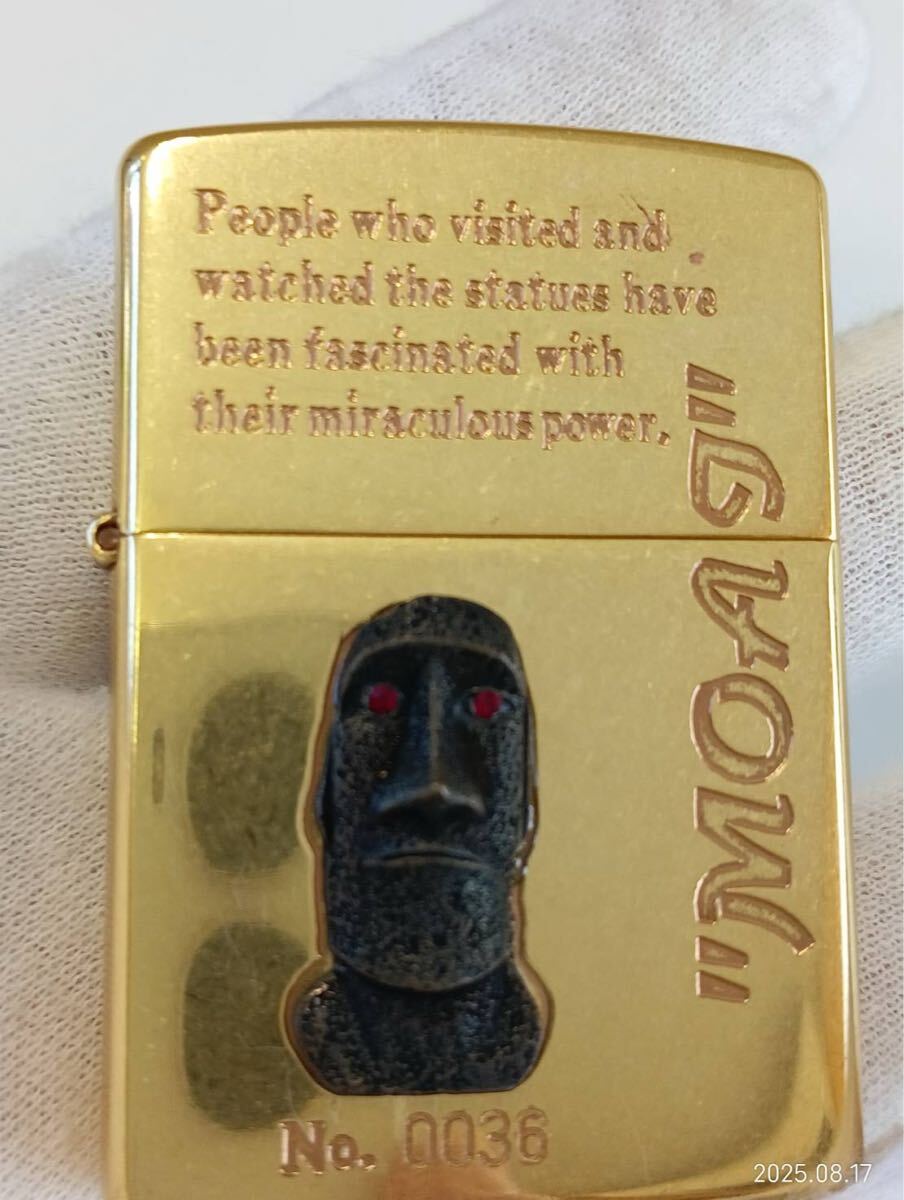 People who visited and
watched the statues have
been fascinated with
their miraculous power.
"MOAI"
No. 0036
2025.08.17